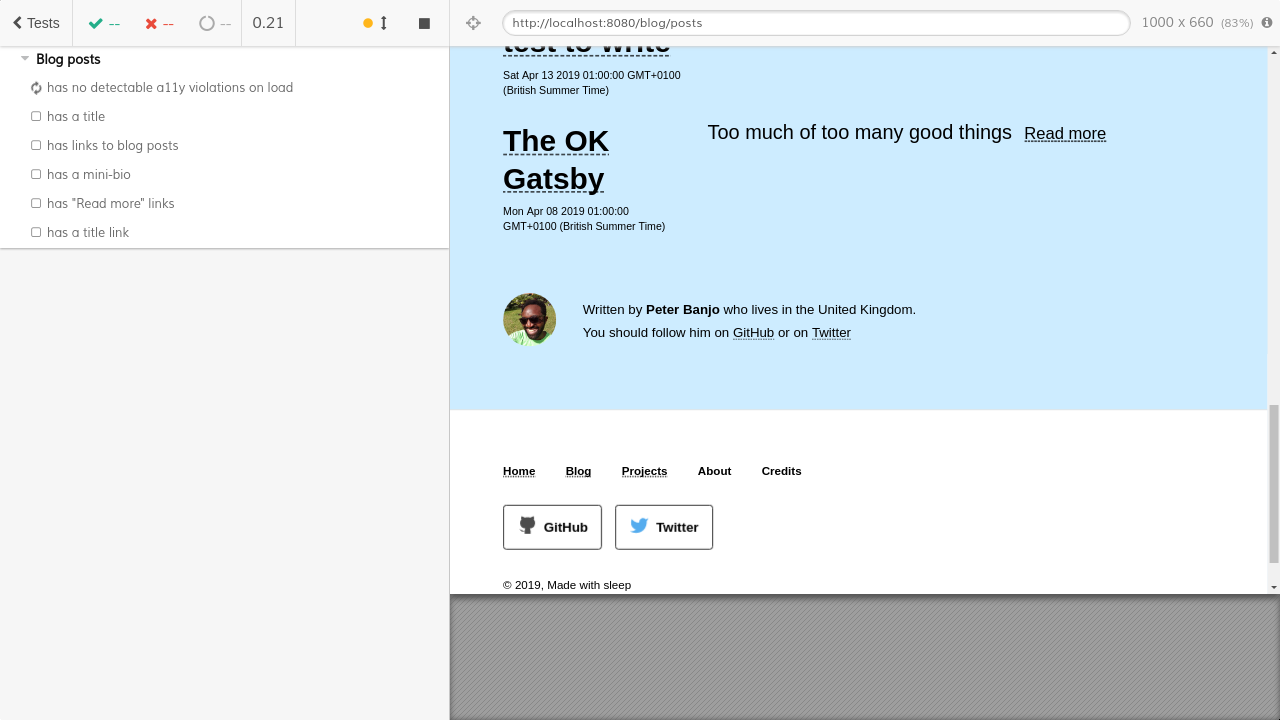 Tests
--
--
--
0.21
http://localhost:8080/blog/posts
1000 x 660 (83%)
Blog posts
has no detectable a11y violations on load
has a title
has links to blog posts
has a mini-bio
has "Read more" links
has a title link
test to write
Sat Apr 13 2019 01:00:00 GMT+0100
(British Summer Time)
The OK
Gatsby
Mon Apr 08 2019 01:00:00
GMT+0100 (British Summer Time)
Too much of too many good things Read more
Written by Peter Banjo who lives in the United Kingdom.
You should follow him on GitHub or on Twitter
Home Blog Projects About Credits
GitHub Twitter
© 2019, Made with sleep